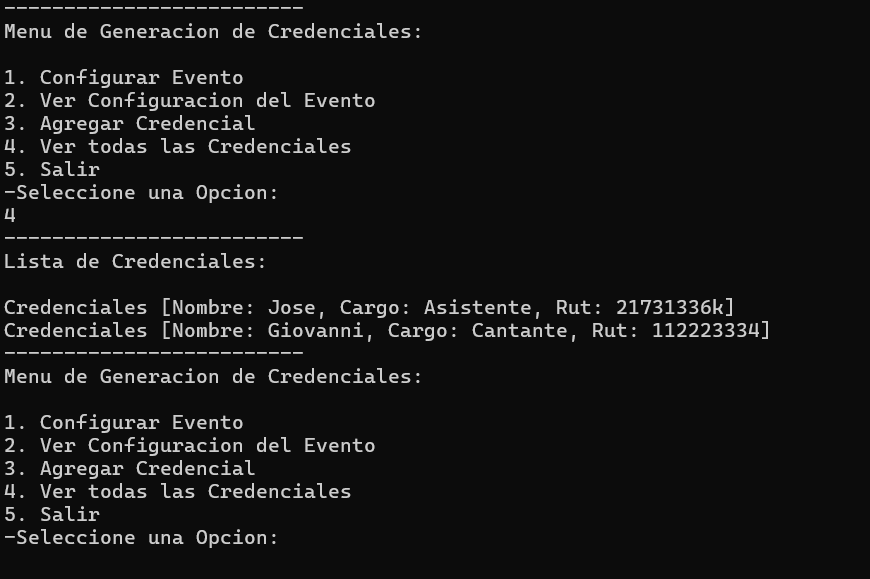 -------------------------
Menu de Generacion de Credenciales:
1. Configurar Evento
2. Ver Configuracion del Evento
3. Agregar Credencial
4. Ver todas las Credenciales
5. Salir
-Seleccione una Opcion:
4
-------------------------
Lista de Credenciales:
Credenciales [Nombre: Jose, Cargo: Asistente, Rut: 21731336k]
Credenciales [Nombre: Giovanni, Cargo: Cantante, Rut: 112223334]
-------------------------
Menu de Generacion de Credenciales:
1. Configurar Evento
2. Ver Configuracion del Evento
3. Agregar Credencial
4. Ver todas las Credenciales
5. Salir
-Seleccione una Opcion: